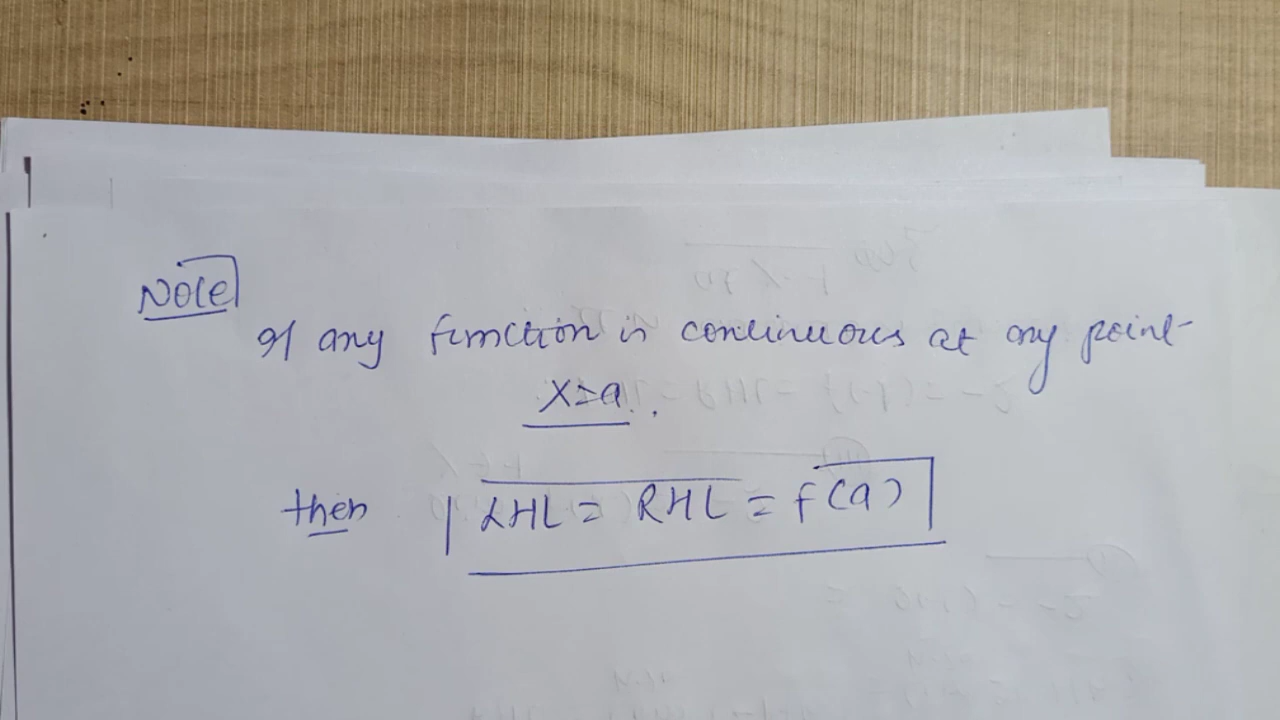 Note
If any function is continuous at any point
x=a.
then LHL = RHL = f(a)